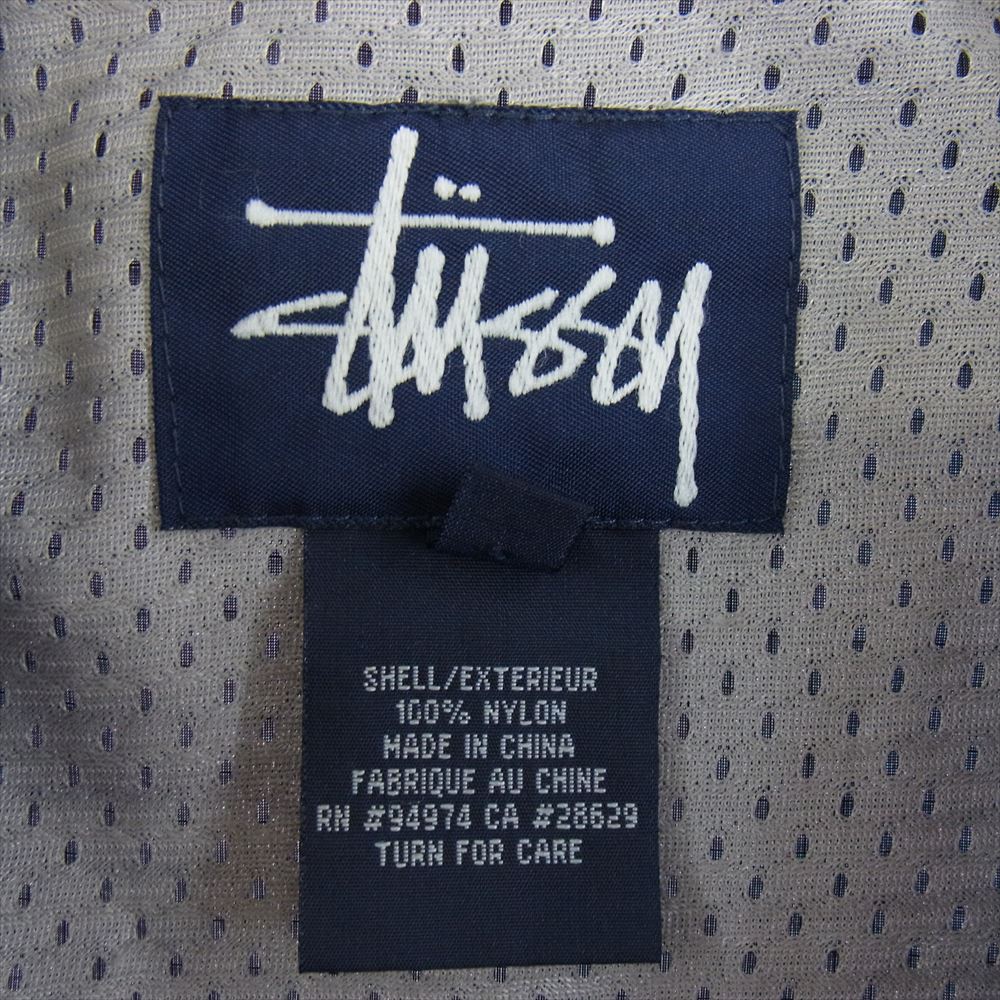 Stüssy
SHELL/EXTERIEUR
100% NYLON
MADE IN CHINA
FABRIQUE AU CHINE
RN #94974 CA #28629
TURN FOR CARE